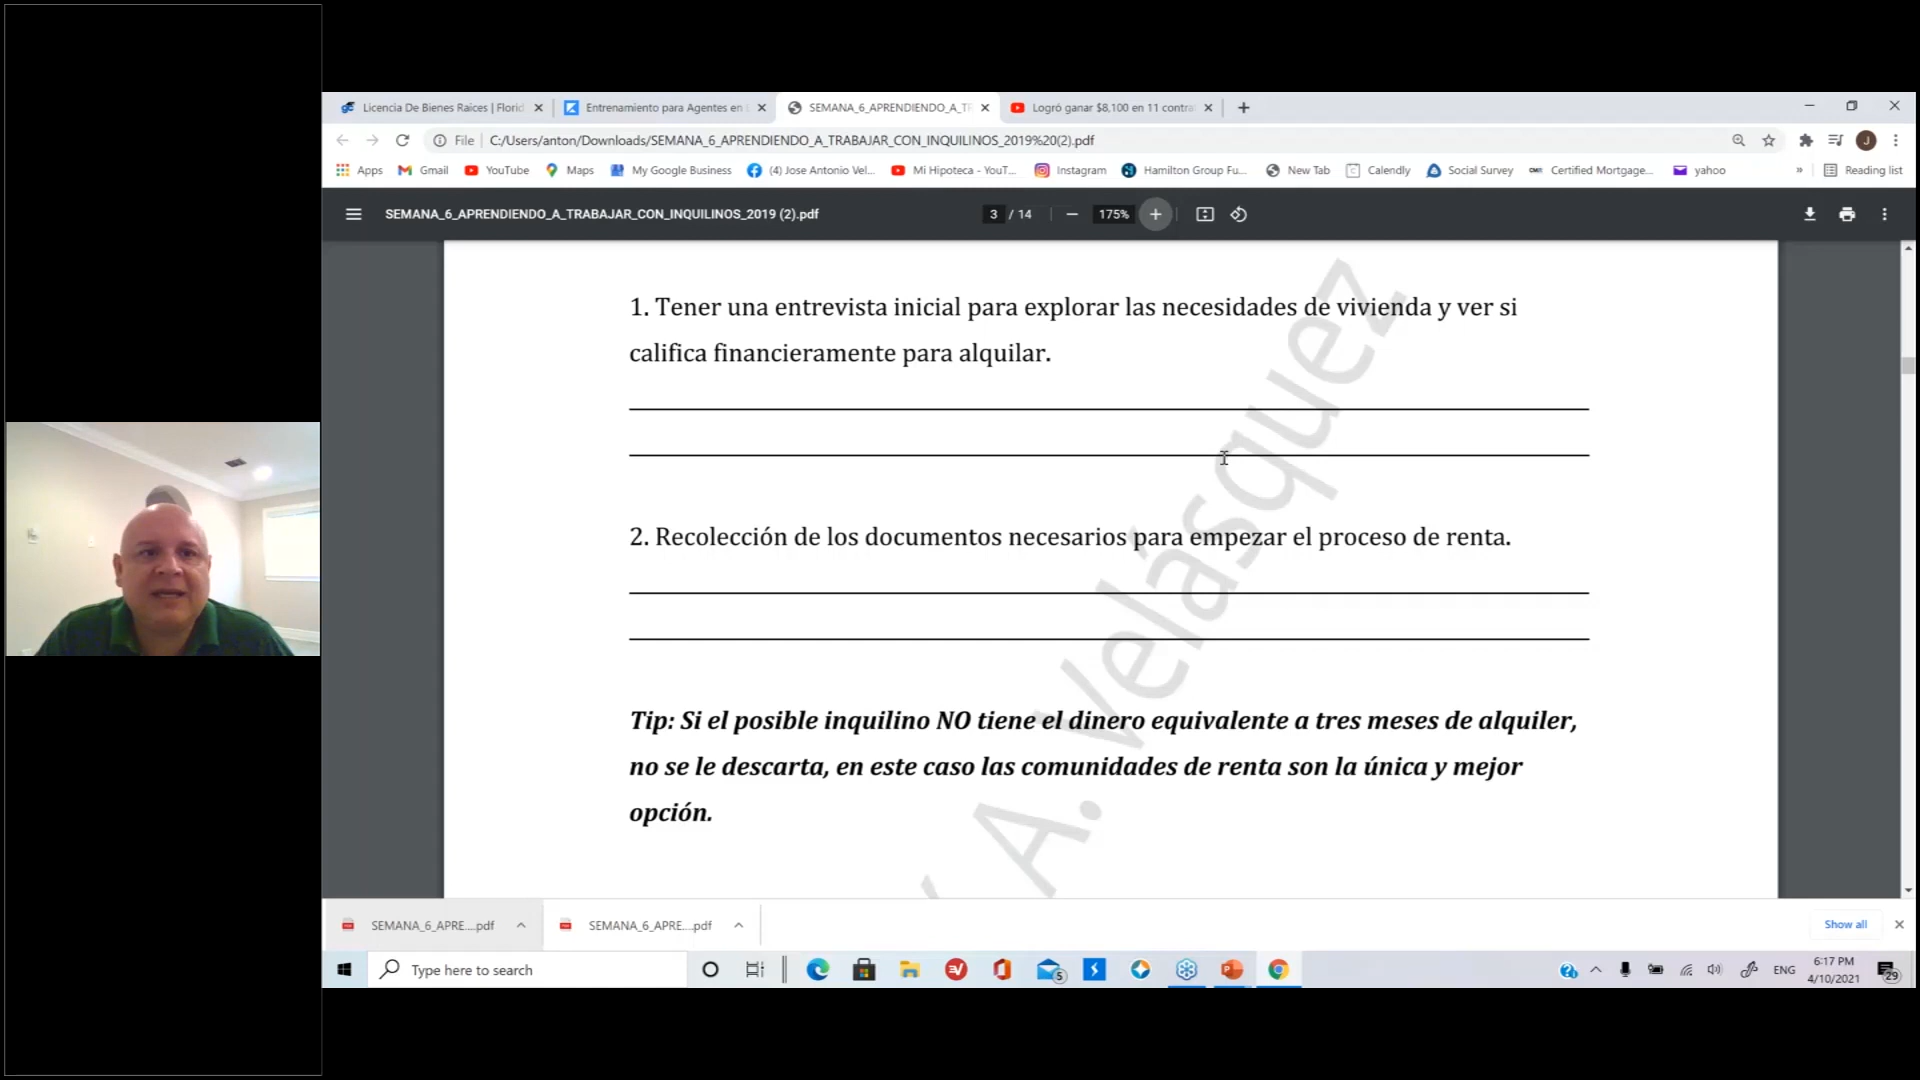 Licencia De Bienes Raices | Florid
Entrenamiento para Agentes en
SEMANA_6_APRENDIENDO_A_TR
Logró ganar $8,100 en 11 contra
File
C:/Users/anton/Downloads/SEMANA_6_APRENDIENDO_A_TRABAJAR_CON_INQUILINOS_2019%20(2).pdf
J
Apps
Gmail
YouTube
Maps
My Google Business
(4) Jose Antonio Vel...
Mi Hipoteca - YouT...
Instagram
Hamilton Group Fu...
New Tab
Calendly
Social Survey
Certified Mortgage...
yahoo
»
Reading list
SEMANA_6_APRENDIENDO_A_TRABAJAR_CON_INQUILINOS_2019 (2).pdf
3 / 14
175%
1. Tener una entrevista inicial para explorar las necesidades de vivienda y ver si
califica financieramente para alquilar.
2. Recolección de los documentos necesarios para empezar el proceso de renta.
Tip: Si el posible inquilino NO tiene el dinero equivalente a tres meses de alquiler,
no se le descarta, en este caso las comunidades de renta son la única y mejor
opción.
A. Velásquez
SEMANA_6_APRE....pdf
SEMANA_6_APRE....pdf
Show all
Type here to search
5
ENG
6:17 PM
4/10/2021
29